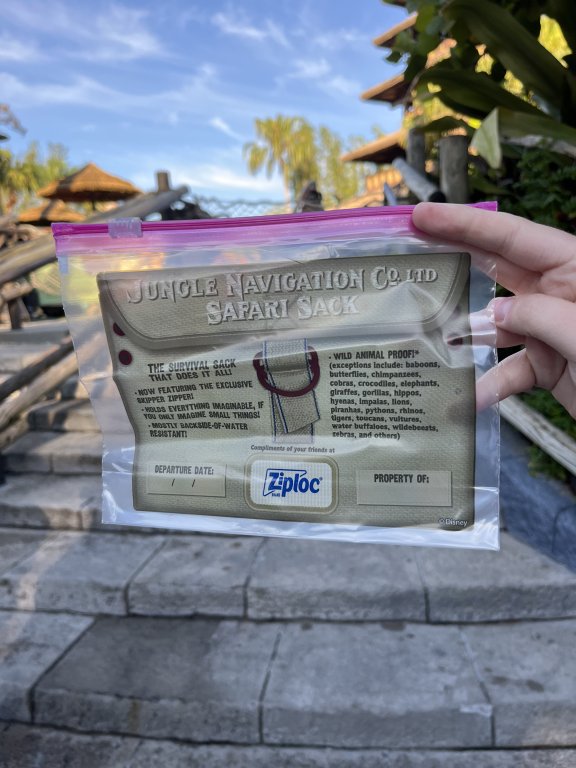 JUNGLE NAVIGATION CO. LTD
SAFARI SACK
THE SURVIVAL SACK
THAT DOES IT ALL!
• NOW FEATURING THE EXCLUSIVE
SKIPPER ZIPPER!
• HOLDS EVERYTHING IMAGINABLE, IF
YOU ONLY IMAGINE SMALL THINGS!
• MOSTLY BACKSIDE-OF-WATER
RESISTANT!
• WILD ANIMAL PROOF!*
(exceptions include: baboons,
butterflies, chimpanzees,
cobras, crocodiles, elephants,
giraffes, gorillas, hippos,
hyenas, impalas, lions,
piranhas, pythons, rhinos,
tigers, toucans, vultures,
water buffaloes, wildebeests,
zebras, and others)
Compliments of your friends at
DEPARTURE DATE:
/ /
Ziploc®
PROPERTY OF:
©Disney